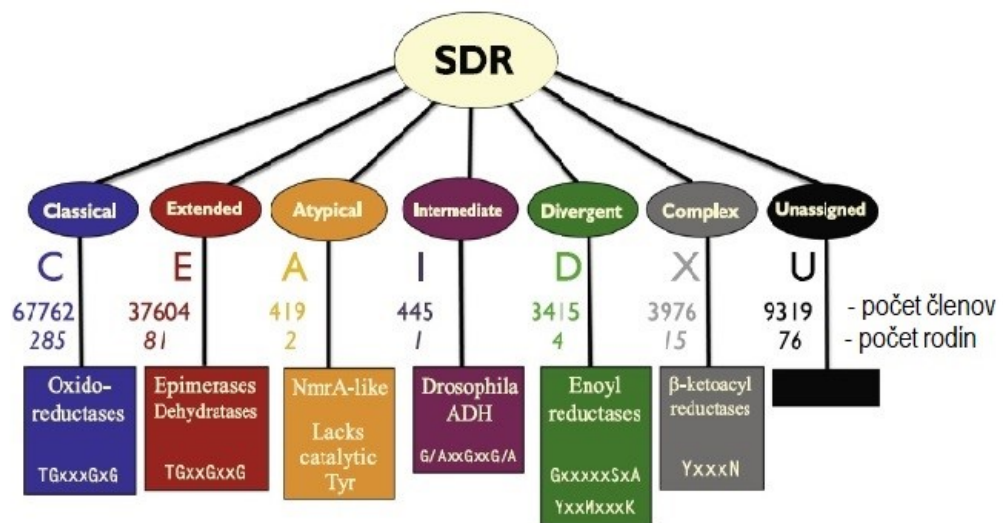 SDR
Classical
Extended
Atypical
Intermediate
Divergent
Complex
Unassigned
C
E
A
I
D
X
U
67762
37604
419
445
3415
3976
9319
- počet členov
285
81
2
1
4
15
76
- počet rodín
Oxido-
reductases
TGxxxGxG
Epimerases
Dehydratases
TGxxGxxG
NmrA-like
Lacks
catalytic
Tyr
Drosophila
ADH
G/AxxGxxG/A
Enoyl
reductases
GxxxxxSxA
YxxMxxxK
β-ketoacyl
reductases
YxxxN